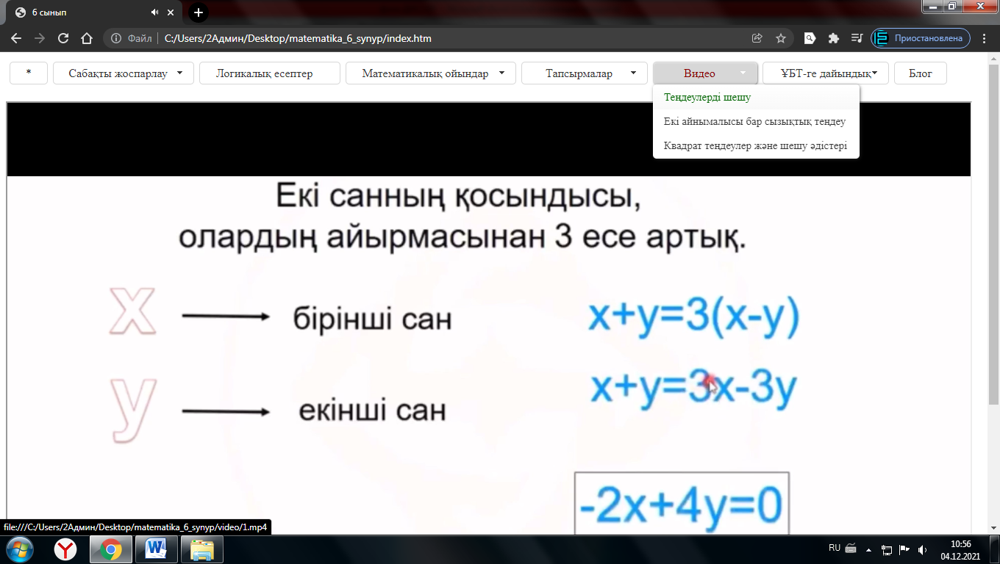 6 сынып
Файл
C:/Users/2Админ/Desktop/matematika_6_synyp/index.htm
Приостановлена
*
Сабақты жоспарлау
Логикалық есептер
Математикалық ойындар
Тапсырмалар
Видео
ҰБТ-ге дайындық
Блог
Теңдеулерді шешу
Екі айнымалысы бар сызықтық теңдеу
Квадрат теңдеулер және шешу әдістері
Екі санның қосындысы,
олардың айырмасынан 3 есе артық.
x
бірінші сан
x+y=3(x-y)
y
екінші сан
x+y=3x-3y
-2x+4y=0
file:///C:/Users/2Админ/Desktop/matematika_6_synyp/video/1.mp4
RU
10:56
04.12.2021